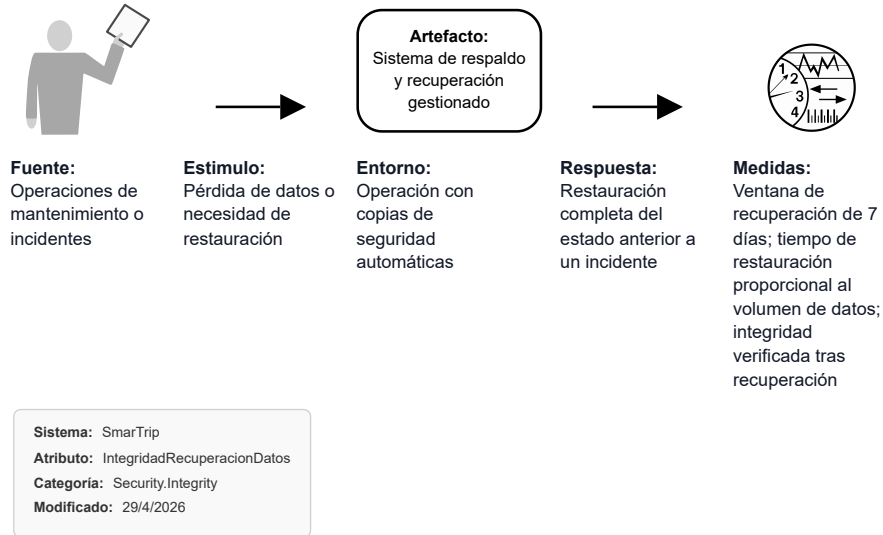 Artefacto:
Sistema de respaldo
y recuperación
gestionado
1
2
3
4
Fuente:
Operaciones de
mantenimiento o
incidentes
Estimulo:
Pérdida de datos o
necesidad de
restauración
Entorno:
Operación con
copias de
seguridad
automáticas
Respuesta:
Restauración
completa del
estado anterior a
un incidente
Medidas:
Ventana de
recuperación de 7
días; tiempo de
restauración
proporcional al
volumen de datos;
integridad
verificada tras
recuperación
Sistema: SmarTrip
Atributo: IntegridadRecuperacionDatos
Categoría: Security.Integrity
Modificado: 29/4/2026